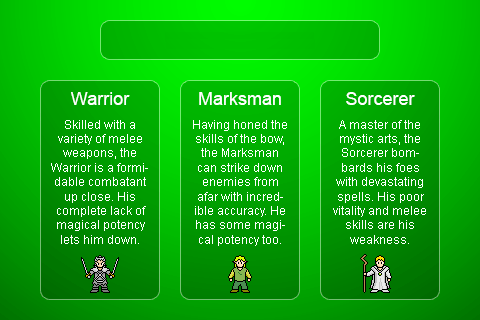 Warrior
Skilled with a
variety of melee
weapons, the
Warrior is a formi-
dable combatant
up close. His
complete lack of
magical potency
lets him down.
Marksman
Having honed the
skills of the bow,
the Marksman
can strike down
enemies from
afar with incred-
ible accuracy. He
has some magi-
cal potency too.
Sorcerer
A master of the
mystic arts, the
Sorcerer bom-
bards his foes
with devastating
spells. His poor
vitality and melee
skills are his
weakness.